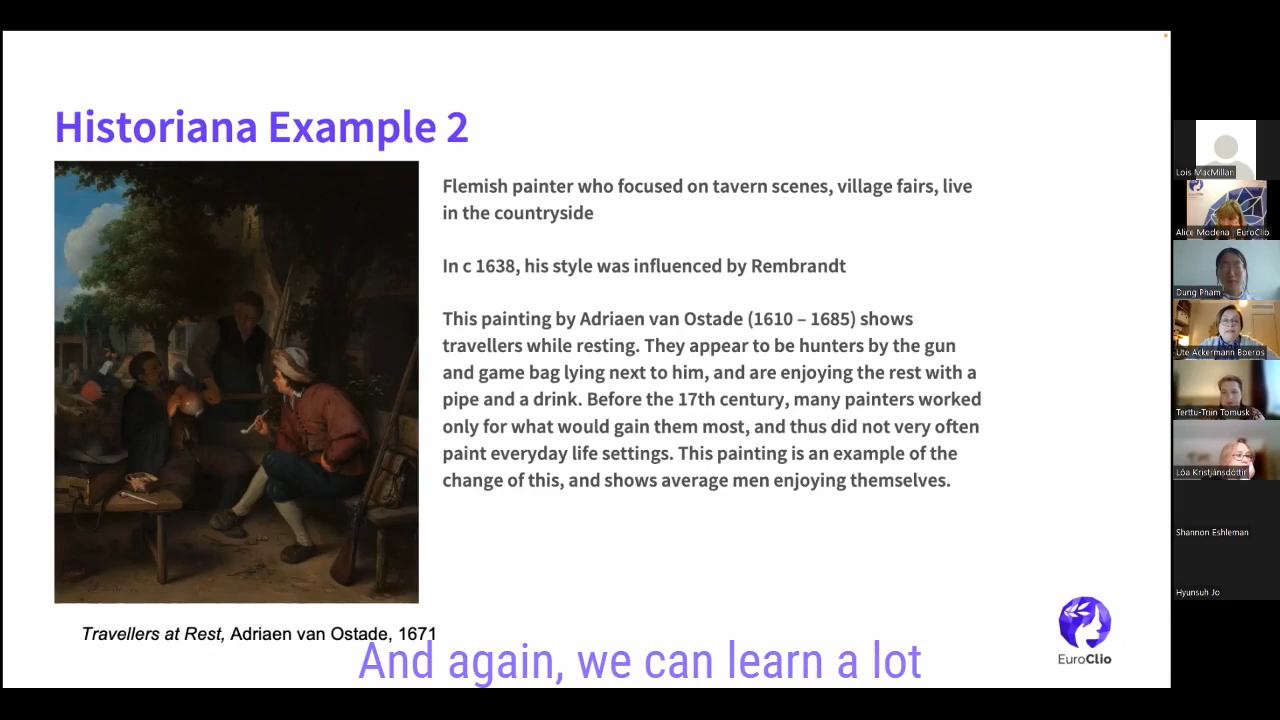 Historiana Example 2
Flemish painter who focused on tavern scenes, village fairs, live
in the countryside
In c 1638, his style was influenced by Rembrandt
This painting by Adriaen van Ostade (1610 – 1685) shows
travellers while resting. They appear to be hunters by the gun
and game bag lying next to him, and are enjoying the rest with a
pipe and a drink. Before the 17th century, many painters worked
only for what would gain them most, and thus did not very often
paint everyday life settings. This painting is an example of the
change of this, and shows average men enjoying themselves.
Travellers at Rest, Adriaen van Ostade, 1671
And again, we can learn a lot
EuroClio
Lois MacMillan
Alice Modena EuroClio
Dung Pham
Ute Ackermann Boeros
Terttu-Triin Tomusk
Lóa Kristjánsdóttir
Shannon Eshleman
Hyunsuh Jo